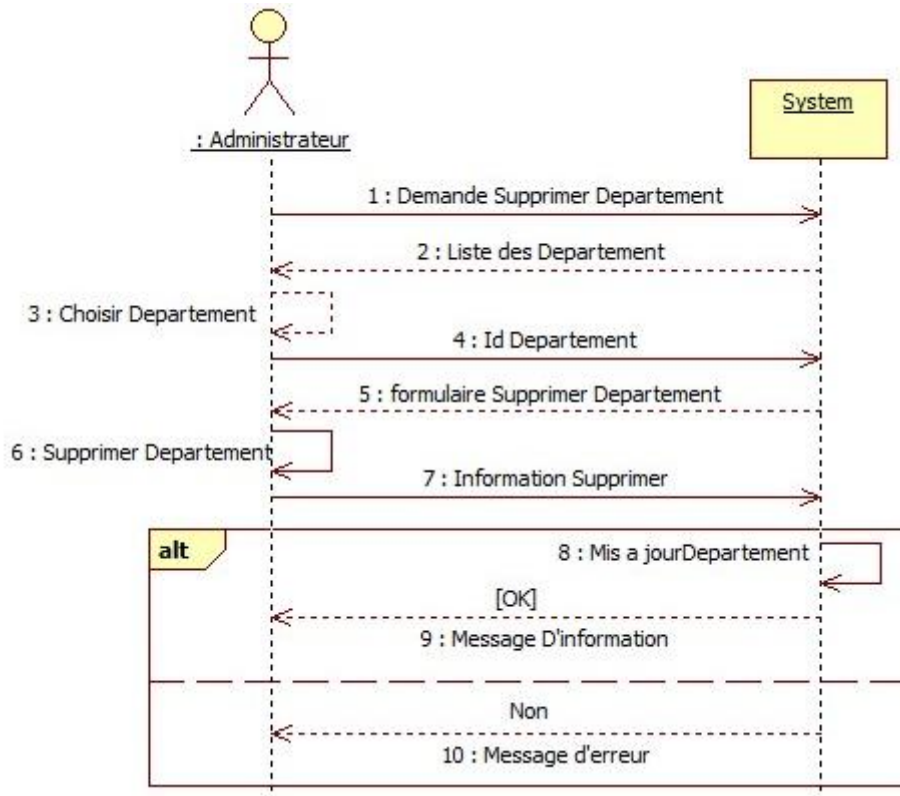 : Administrateur
System
1 : Demande Supprimer Departement
2 : Liste des Departement
3 : Choisir Departement
4 : Id Departement
5 : formulaire Supprimer Departement
6 : Supprimer Departement
7 : Information Supprimer
alt
8 : Mis a jourDepartement
[OK]
9 : Message D'information
Non
10 : Message d'erreur